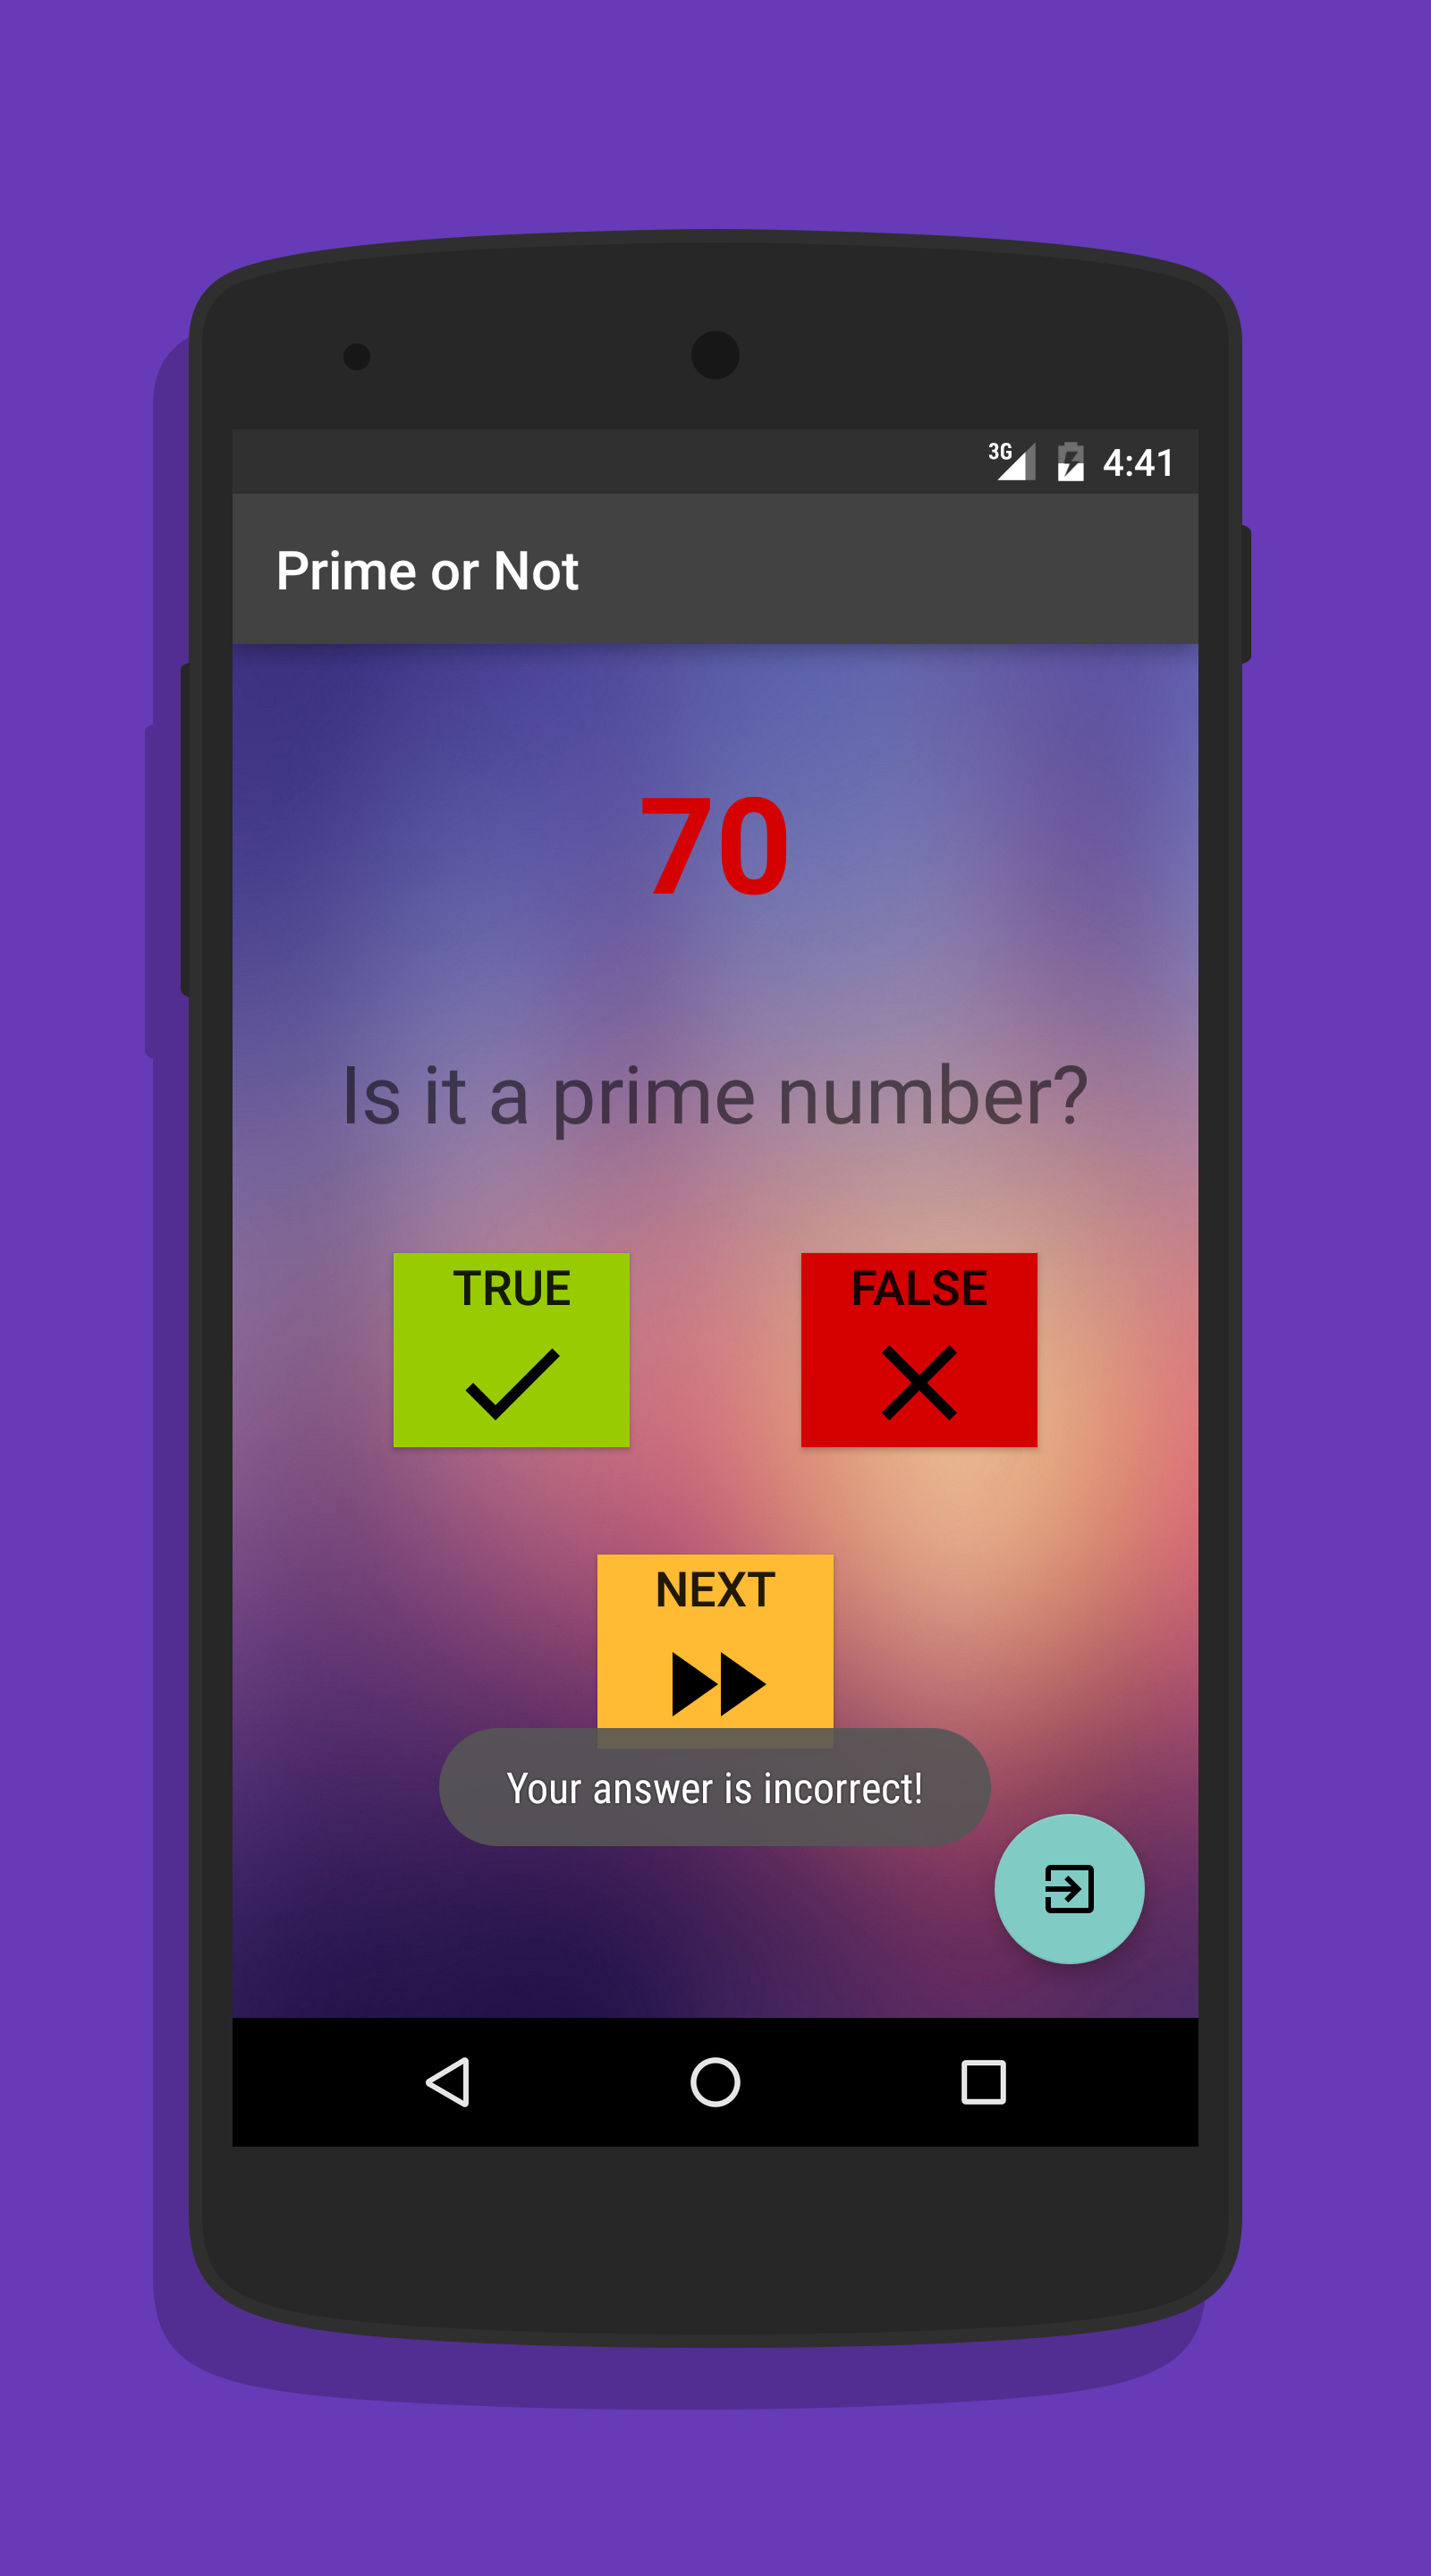 3G 4:41
Prime or Not
70
Is it a prime number?
TRUE FALSE
NEXT
Your answer is incorrect!